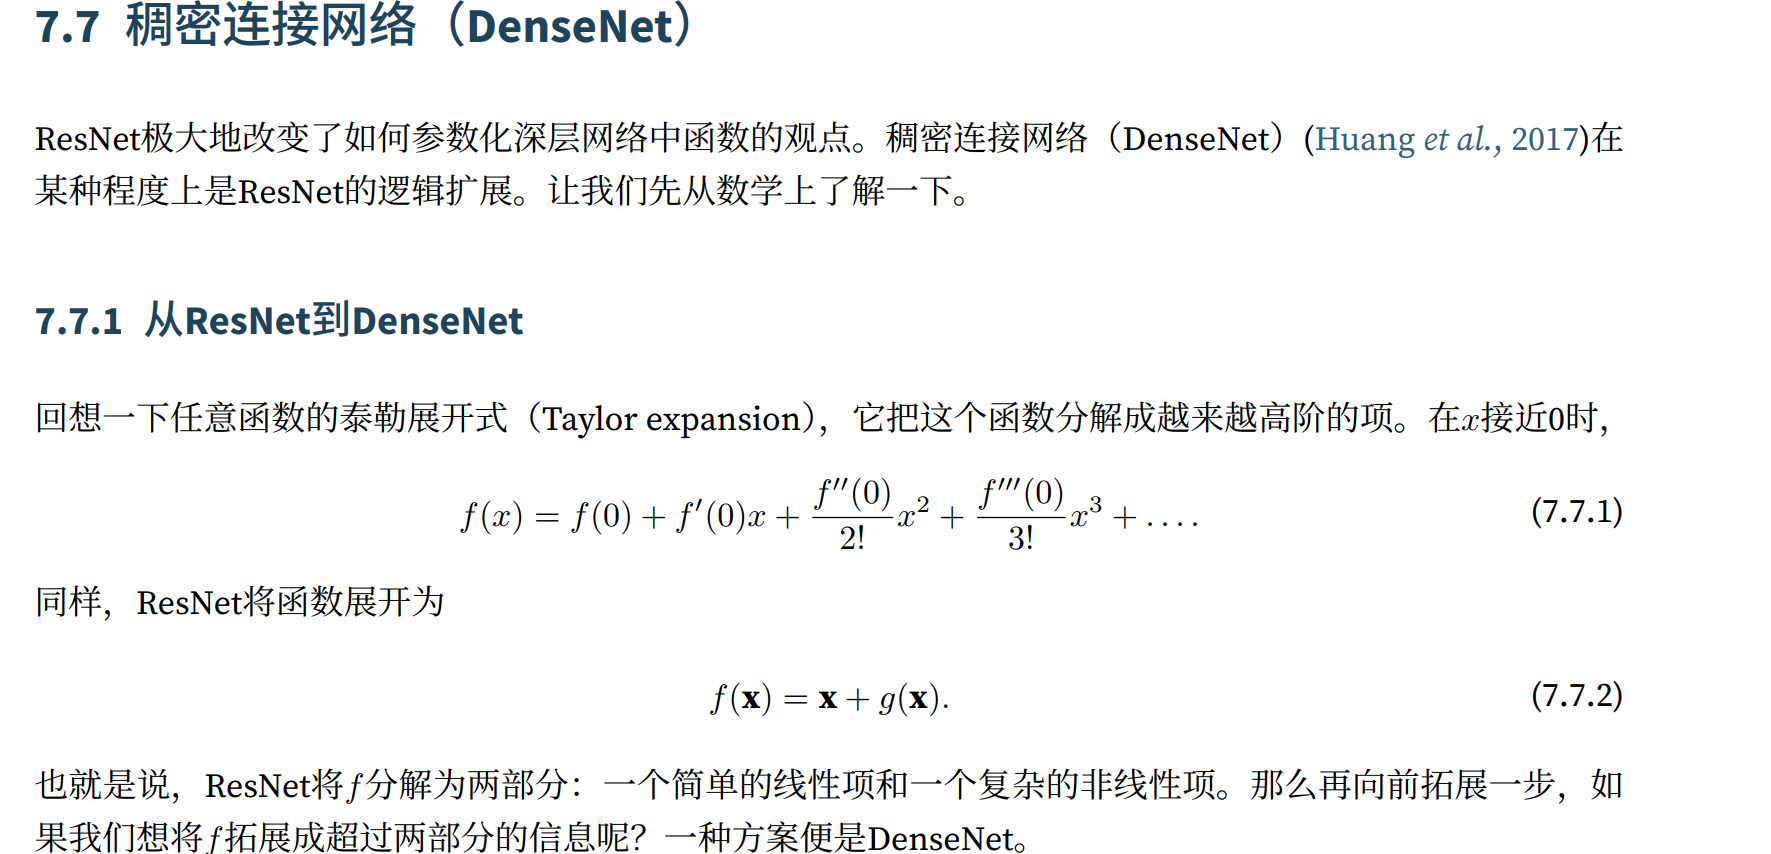 7.7 稠密连接网络（DenseNet）
ResNet极大地改变了如何参数化深层网络中函数的观点。稠密连接网络（DenseNet）(Huang et al., 2017)在
某种程度上是ResNet的逻辑扩展。让我们先从数学上了解一下。
7.7.1 从ResNet到DenseNet
回想一下任意函数的泰勒展开式（Taylor expansion），它把这个函数分解成越来越高阶的项。在x接近0时，
f(x) = f(0) + f′(0)x + f″(0)/2! x² + f‴(0)/3! x³ + .... (7.7.1)
同样，ResNet将函数展开为
f(x) = x + g(x). (7.7.2)
也就是说，ResNet将f分解为两部分：一个简单的线性项和一个复杂的非线性项。那么再向前拓展一步，如
果我们想将f拓展成超过两部分的信息呢？一种方案便是DenseNet。